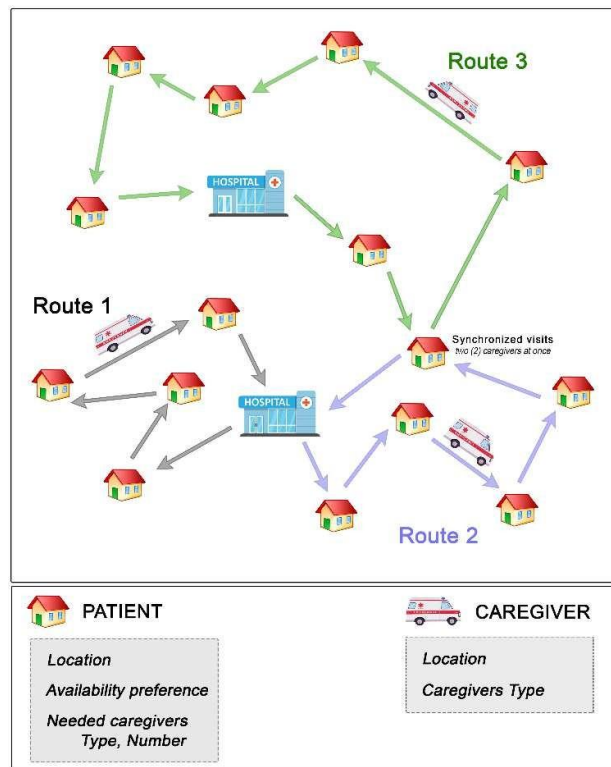 Route 3
HOSPITAL
Route 1
Synchronized visits
two (2) caregivers at once
HOSPITAL
Route 2
PATIENT
Location
Availability preference
Needed caregivers
Type, Number
CAREGIVER
Location
Caregivers Type